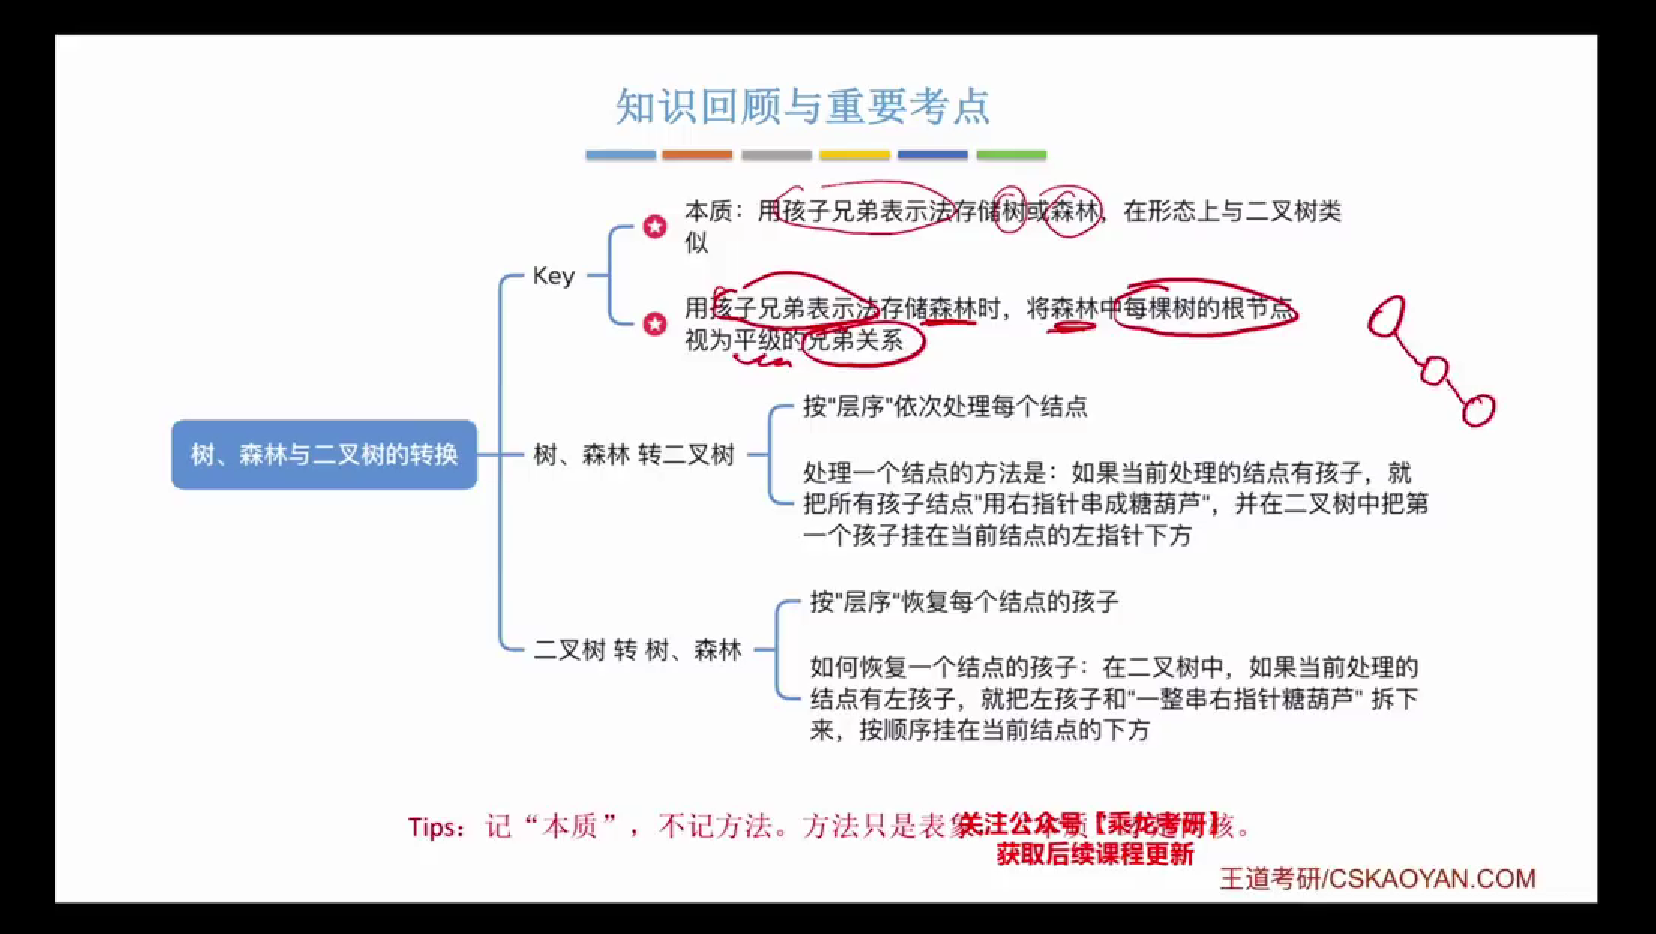 知识回顾与重要考点
本质：用孩子兄弟表示法存储树或森林，在形态上与二叉树类
似
Key
用孩子兄弟表示法存储森林时，将森林中每棵树的根节点
视为平级的兄弟关系
按"层序"依次处理每个结点
树、森林与二叉树的转换
树、森林 转二叉树
处理一个结点的方法是：如果当前处理的结点有孩子，就
把所有孩子结点"用右指针串成糖葫芦"，并在二叉树中把第
一个孩子挂在当前结点的左指针下方
按"层序"恢复每个结点的孩子
二叉树 转 树、森林
如何恢复一个结点的孩子：在二叉树中，如果当前处理的
结点有左孩子，就把左孩子和"一整串右指针糖葫芦" 拆下
来，按顺序挂在当前结点的下方
Tips：记“本质”，不记方法。方法只是表象
关注公众号【乘龙考研】
获取后续课程更新
王道考研/CSKAOYAN.COM